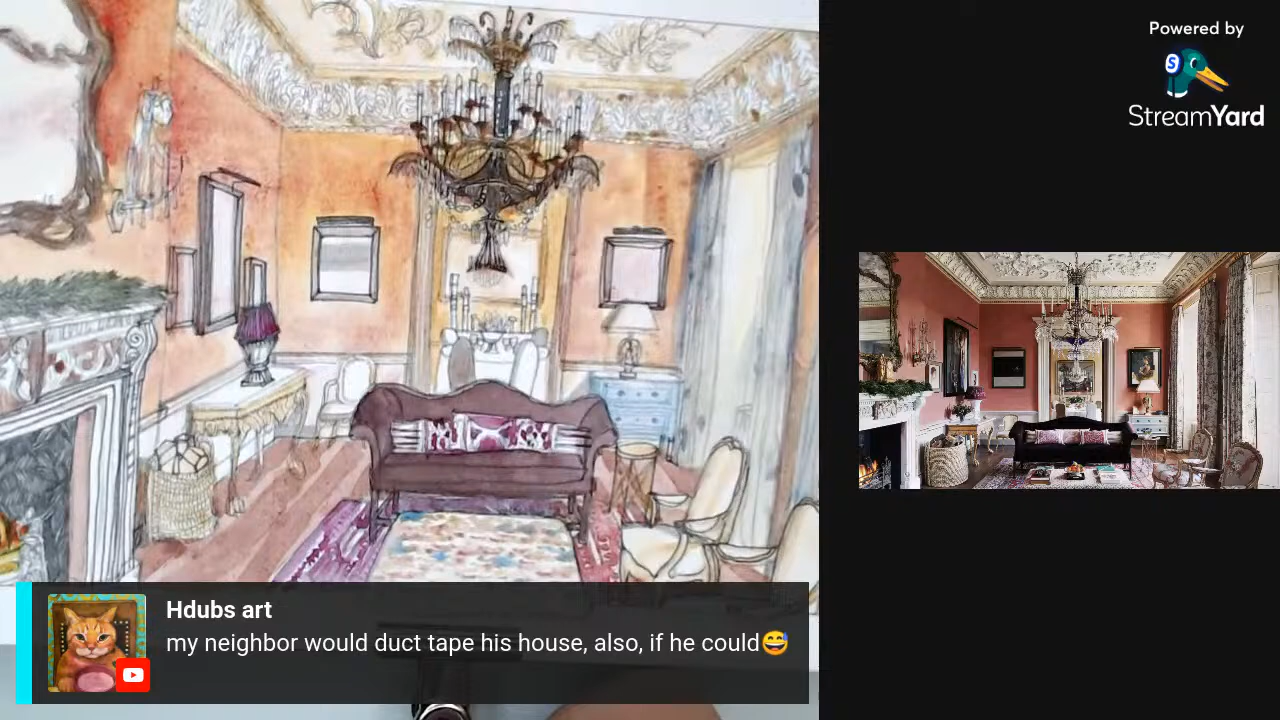 Powered by
StreamYard
Hdubs art
my neighbor would duct tape his house, also, if he could😅